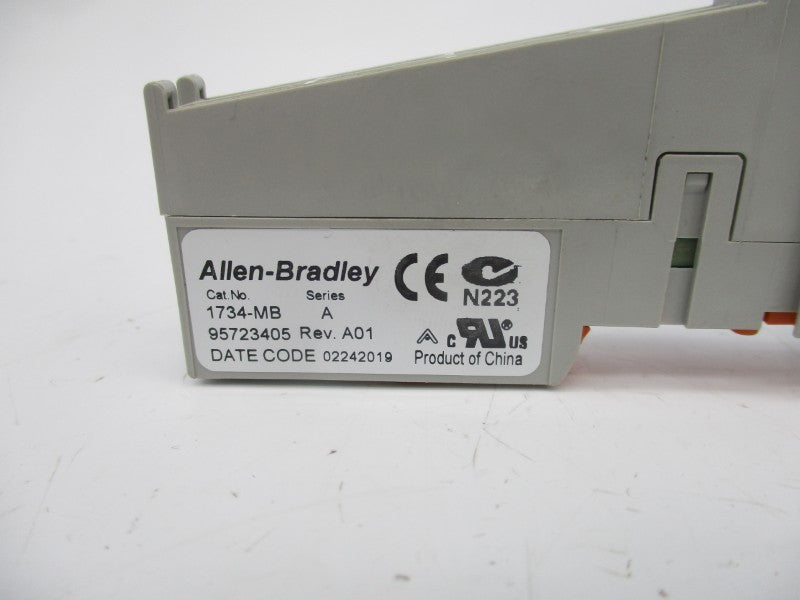 Allen-Bradley CE N223
Cat.No. Series
1734-MB A
95723405 Rev. A01
DATE CODE 02242019
c UR® US
Product of China